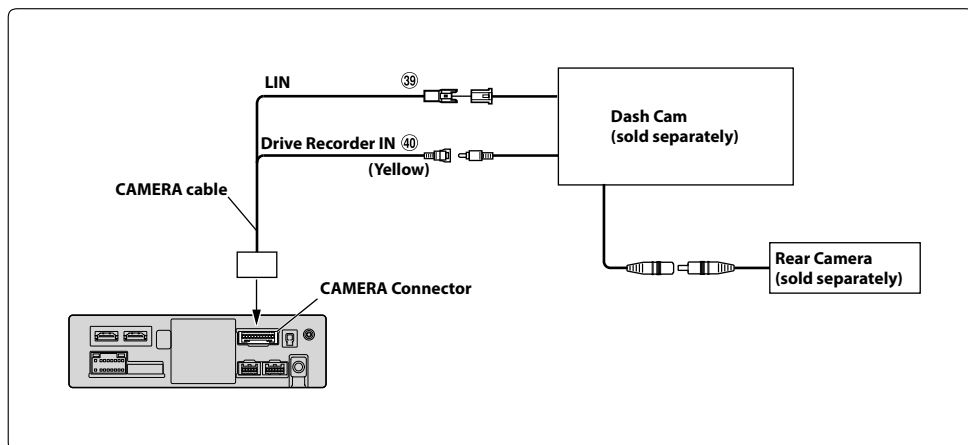 LIN
㊴
Dash Cam
(sold separately)
Drive Recorder IN ㊵
(Yellow)
CAMERA cable
Rear Camera
(sold separately)
CAMERA Connector